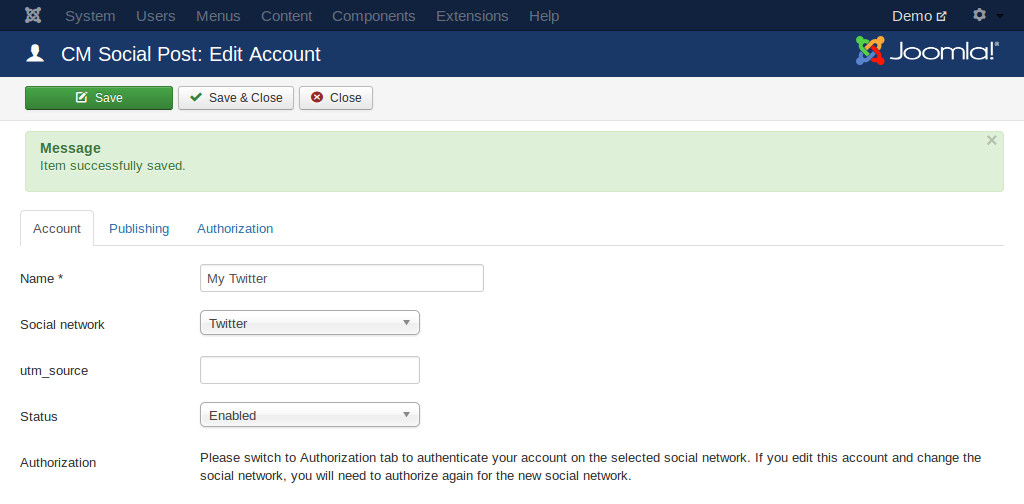 System Users Menus Content Components Extensions Help Demo
CM Social Post: Edit Account Joomla!®
Save Save & Close Close
Message
Item successfully saved.
Account Publishing Authorization
Name * My Twitter
Social network Twitter
utm_source
Status Enabled
Authorization Please switch to Authorization tab to authenticate your account on the selected social network. If you edit this account and change the
social network, you will need to authorize again for the new social network.